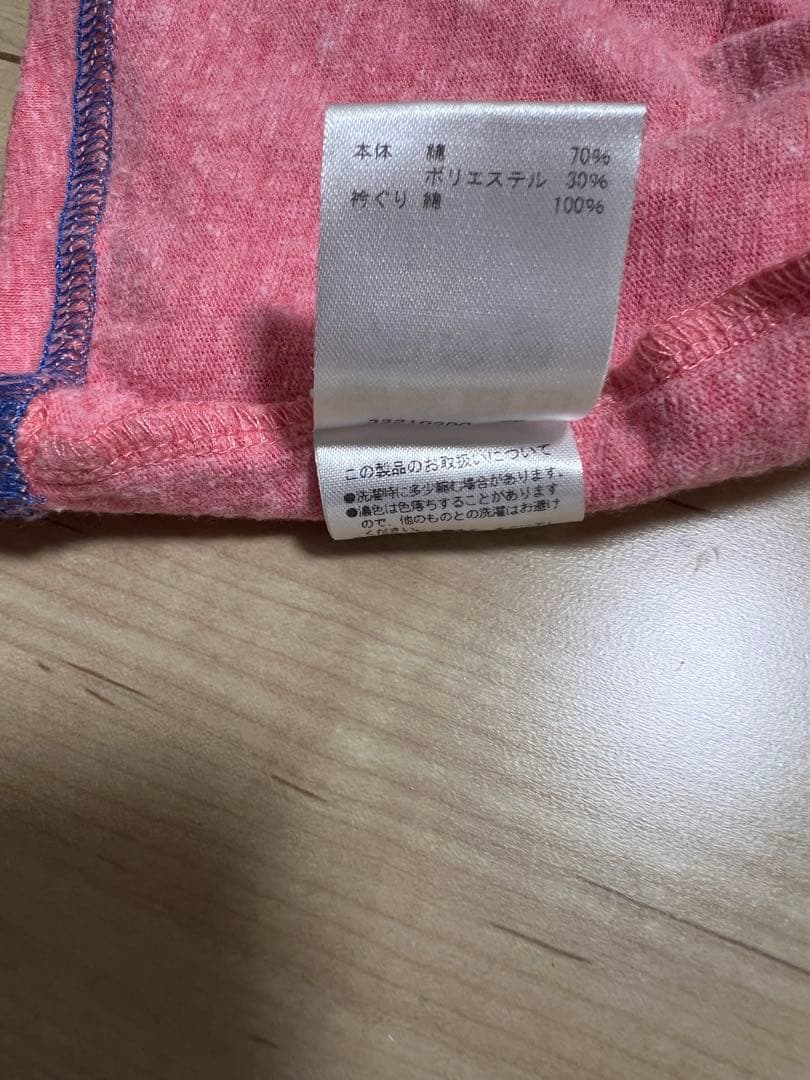 本体 綿 70%
ポリエステル 30%
衿ぐり 綿 100%
この製品のお取扱いについて
●洗濯時に多少縮む場合があります。
●濃色は色落ちすることがあります
ので、他のものとの洗濯はお避け